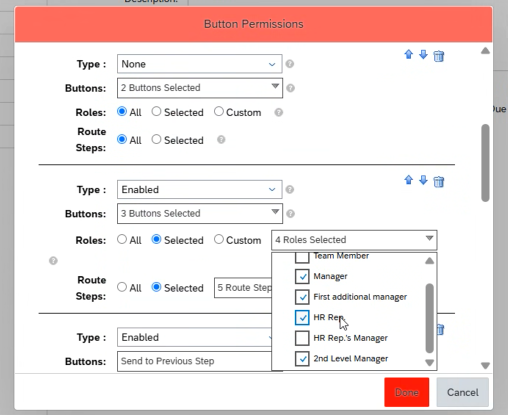 Description:
Button Permissions
Type :
None
Buttons:
2 Buttons Selected
Roles:
All
Selected
Custom
Route Steps:
All
Selected
Due
Type :
Enabled
Buttons:
3 Buttons Selected
Roles:
All
Selected
Custom
4 Roles Selected
Team Member
Manager
First additional manager
HR Rep.
HR Rep.'s Manager
2nd Level Manager
Route Steps:
All
Selected
5 Route Step
Type :
Enabled
Buttons:
Send to Previous Step
Done
Cancel